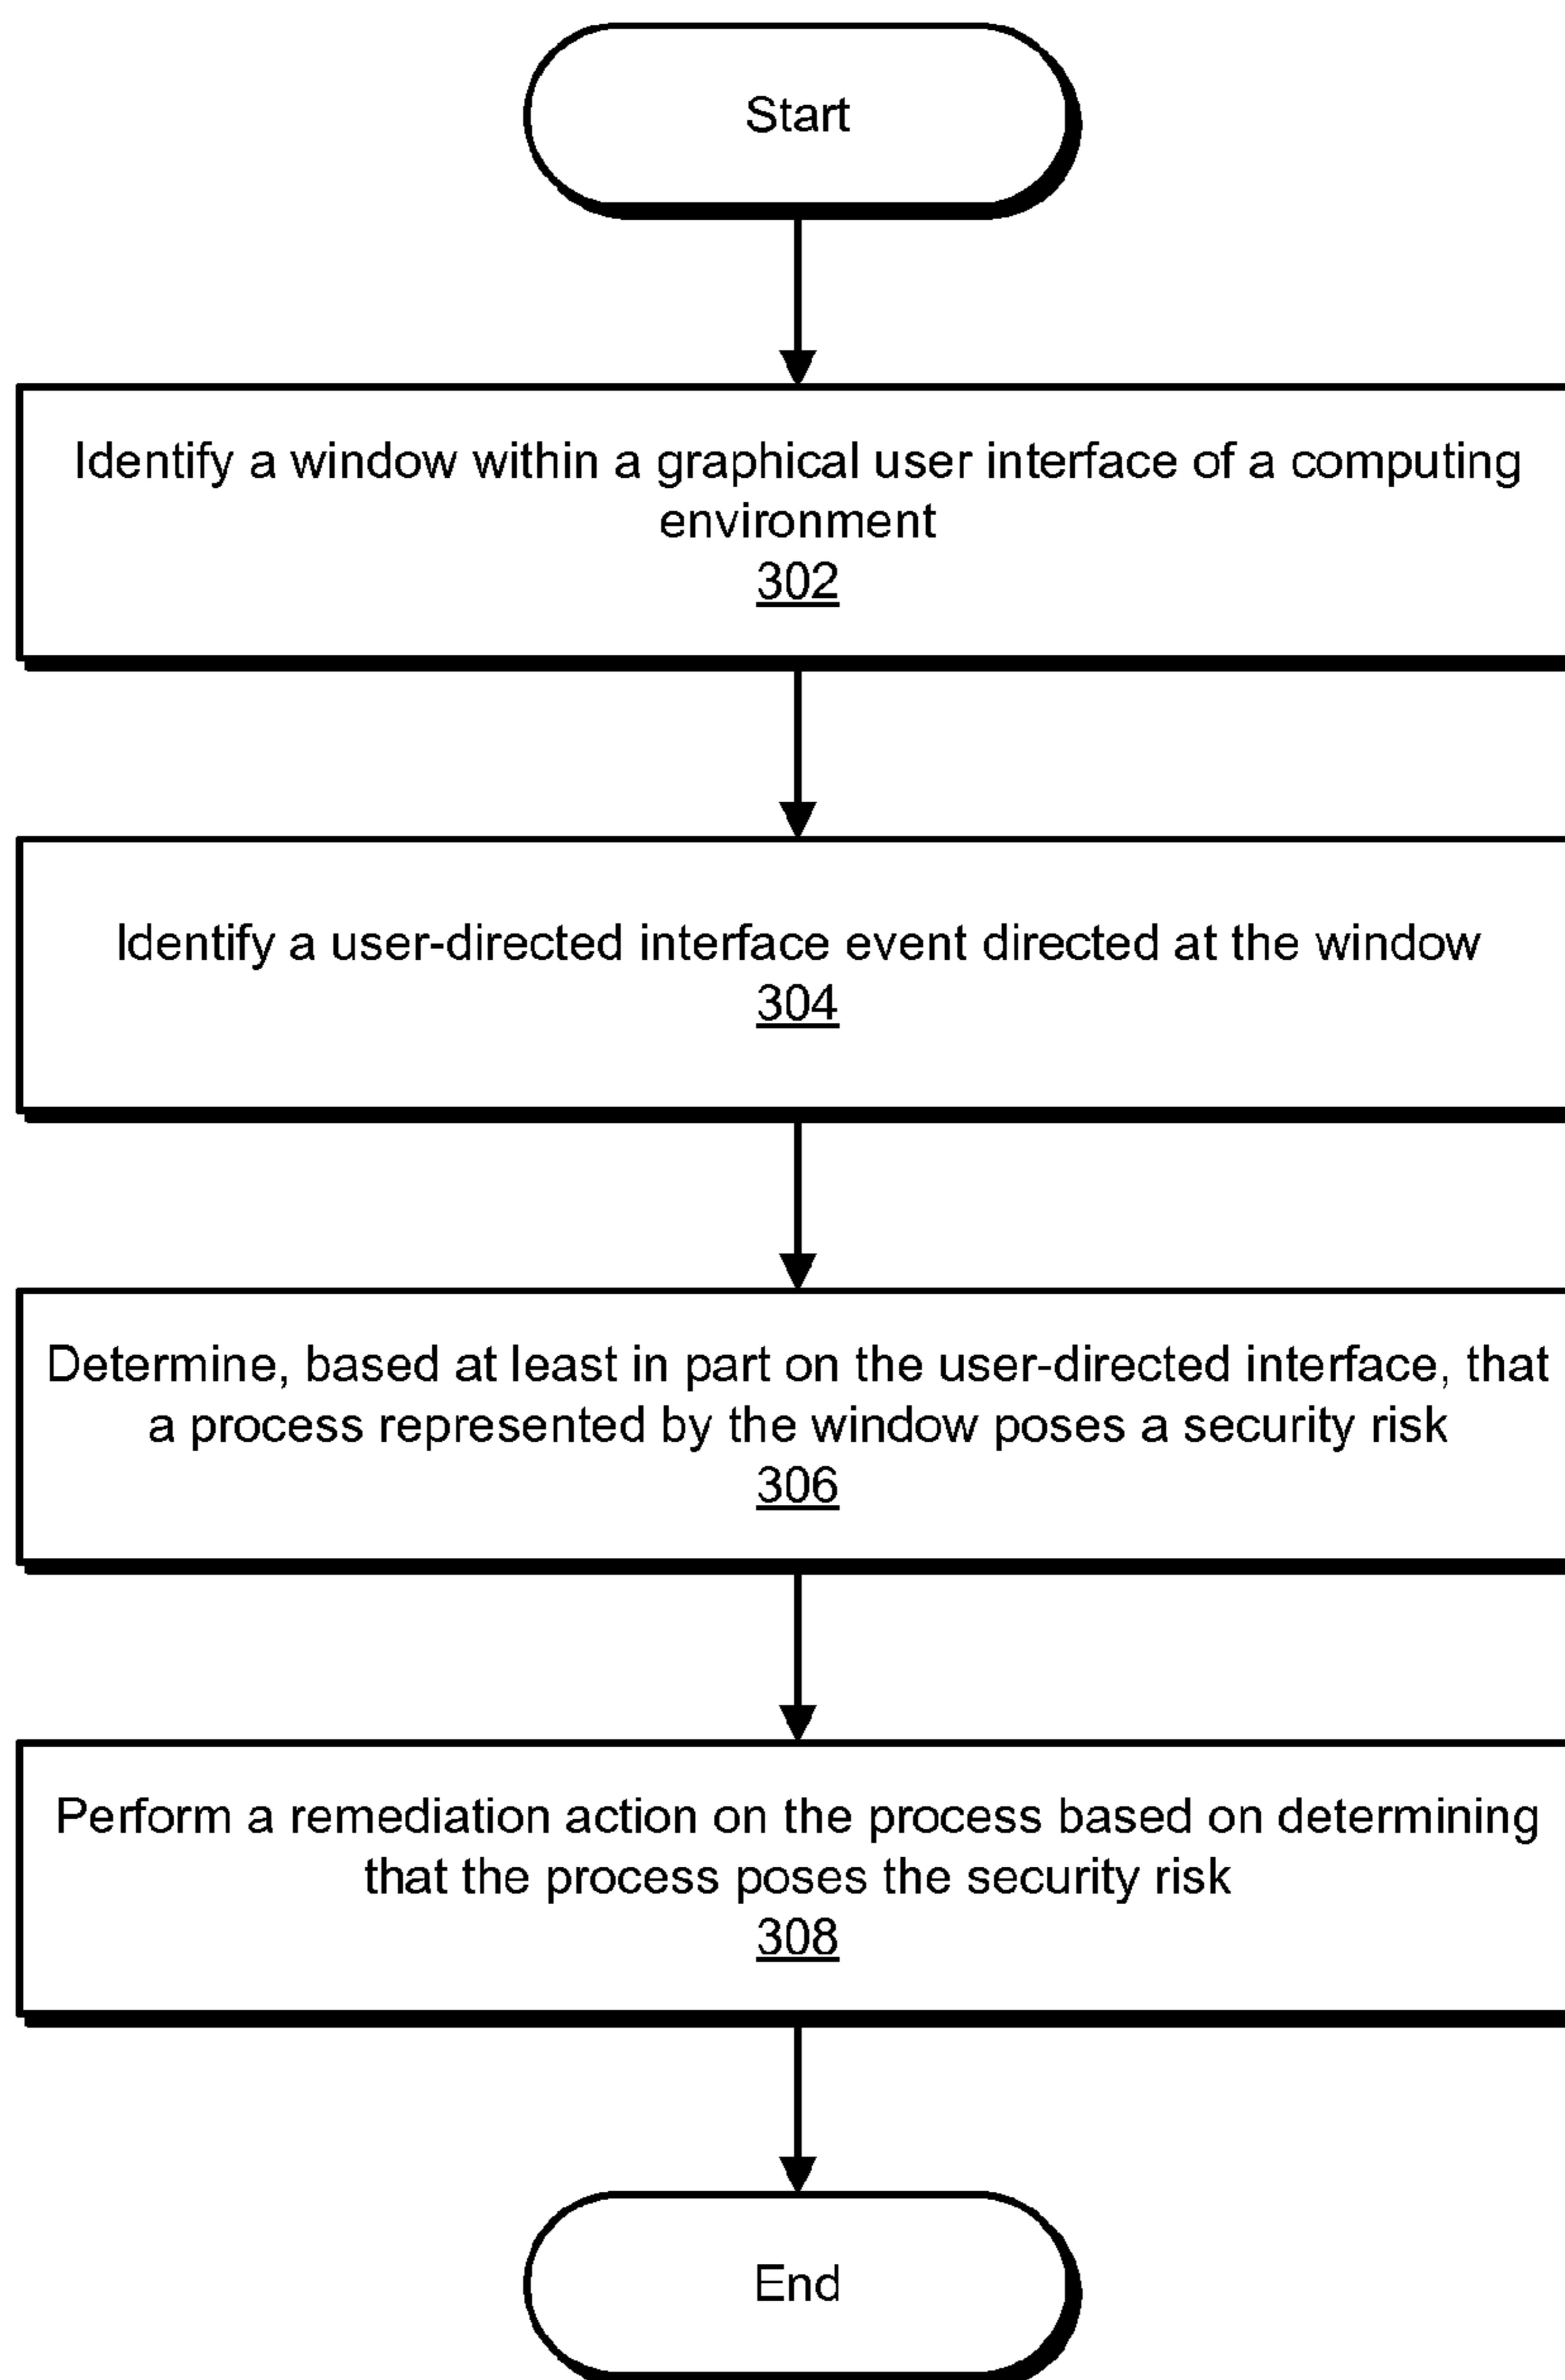 Start
Identify a window within a graphical user interface of a computing
environment
302
Identify a user-directed interface event directed at the window
304
Determine, based at least in part on the user-directed interface, that
a process represented by the window poses a security risk
306
Perform a remediation action on the process based on determining
that the process poses the security risk
308
End